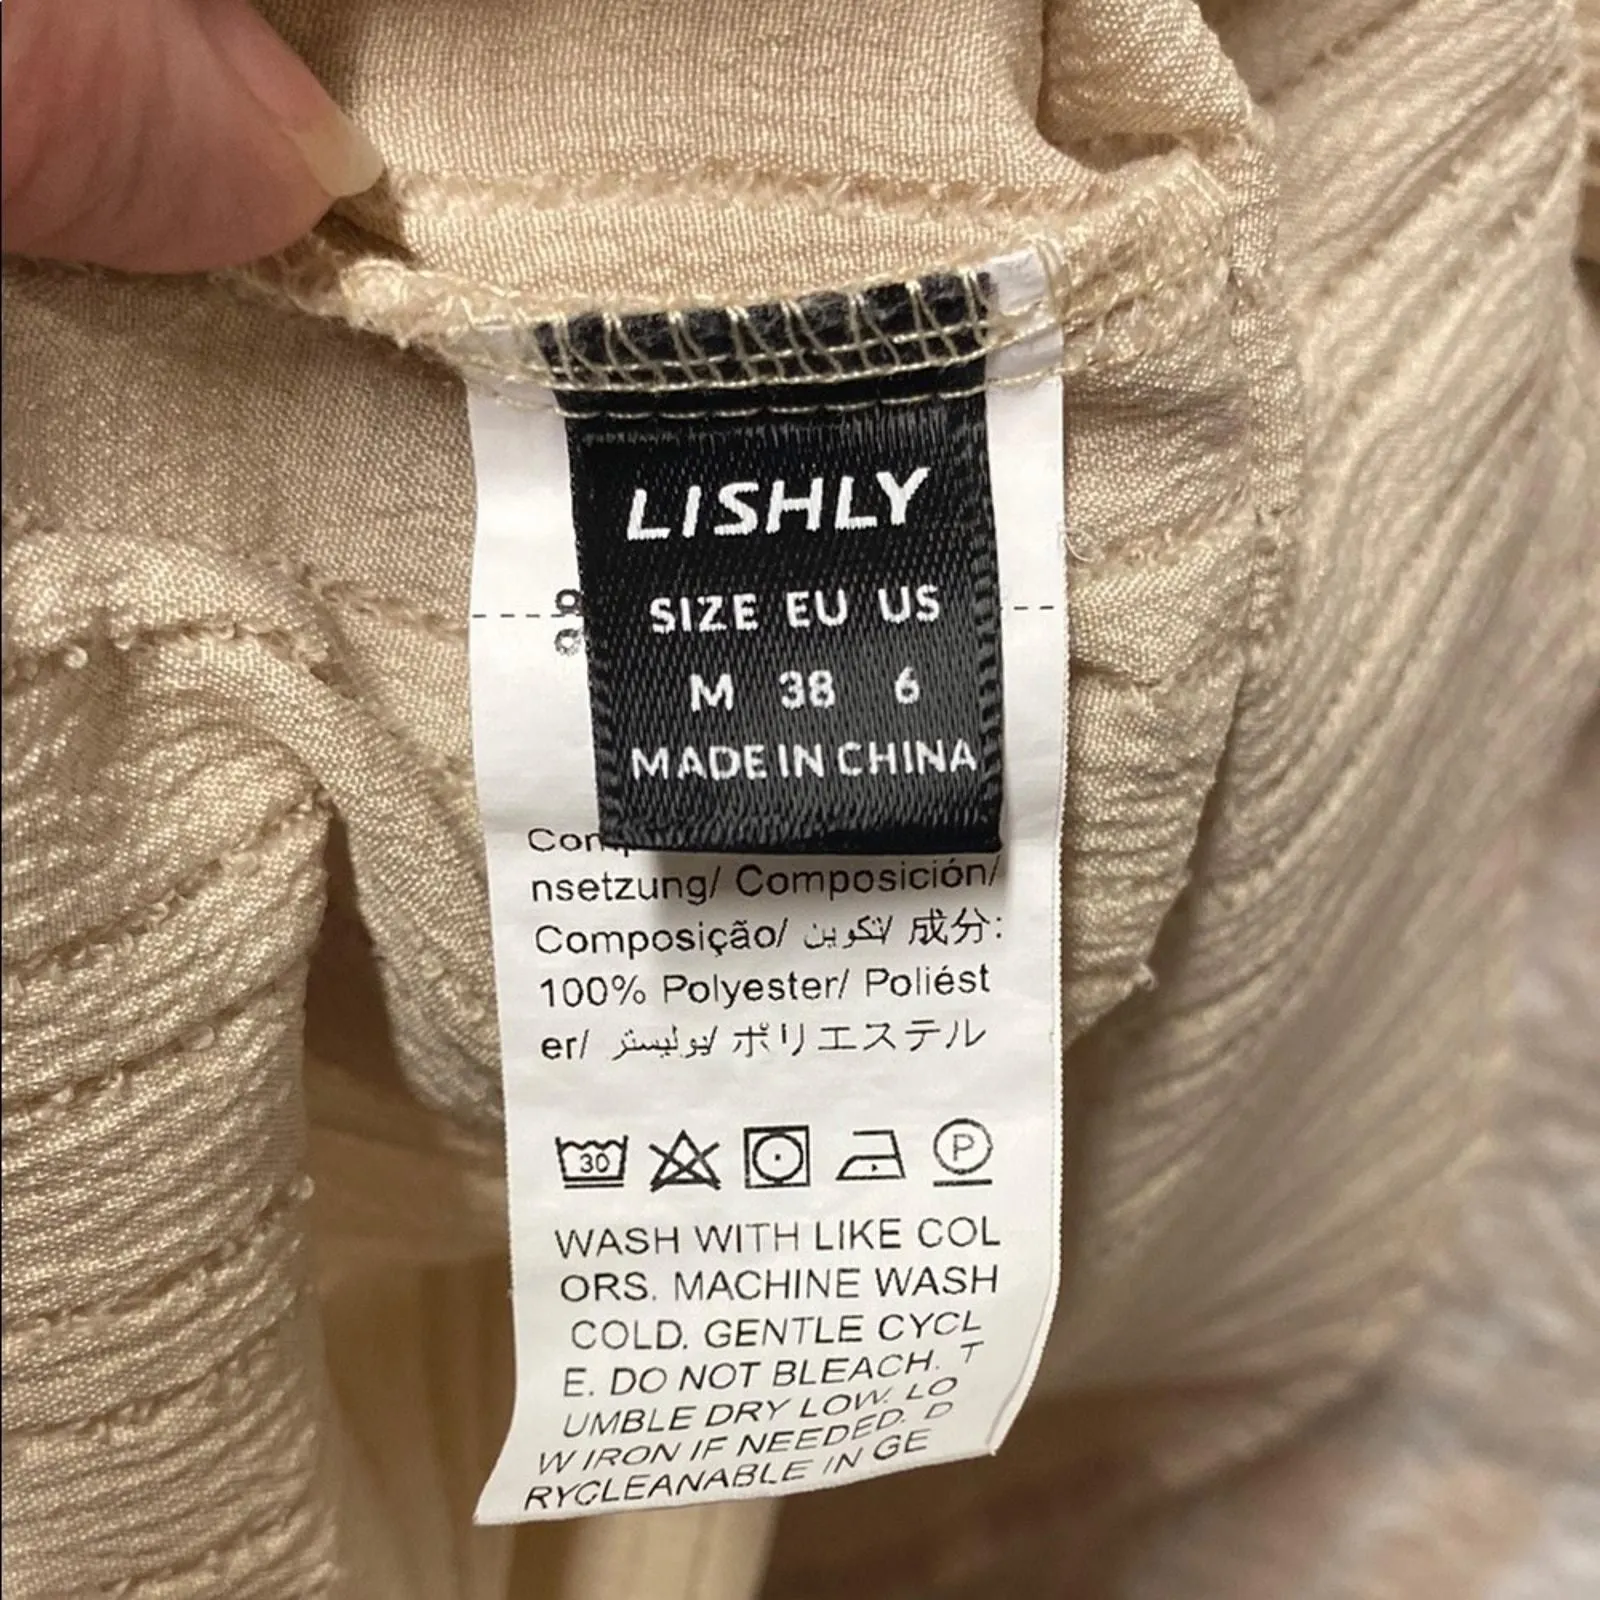 LISHLY
SIZE EU US
M 38 6
MADE IN CHINA
nsetzung/ Composición/
Composição/ تكوين/ 成分:
100% Polyester/ Poliést
er/ بوليستر/ ポリエステル
30
P
WASH WITH LIKE COL
ORS. MACHINE WASH
COLD. GENTLE CYCL
E. DO NOT BLEACH. T
UMBLE DRY LOW. LO
W IRON IF NEEDED. D
RYCLEANABLE IN GE